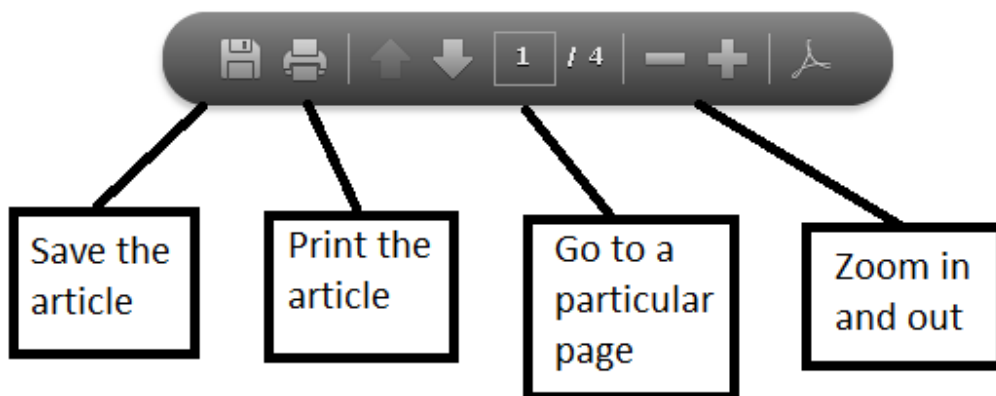 1 / 4
Save the
article
Print the
article
Go to a
particular
page
Zoom in
and out